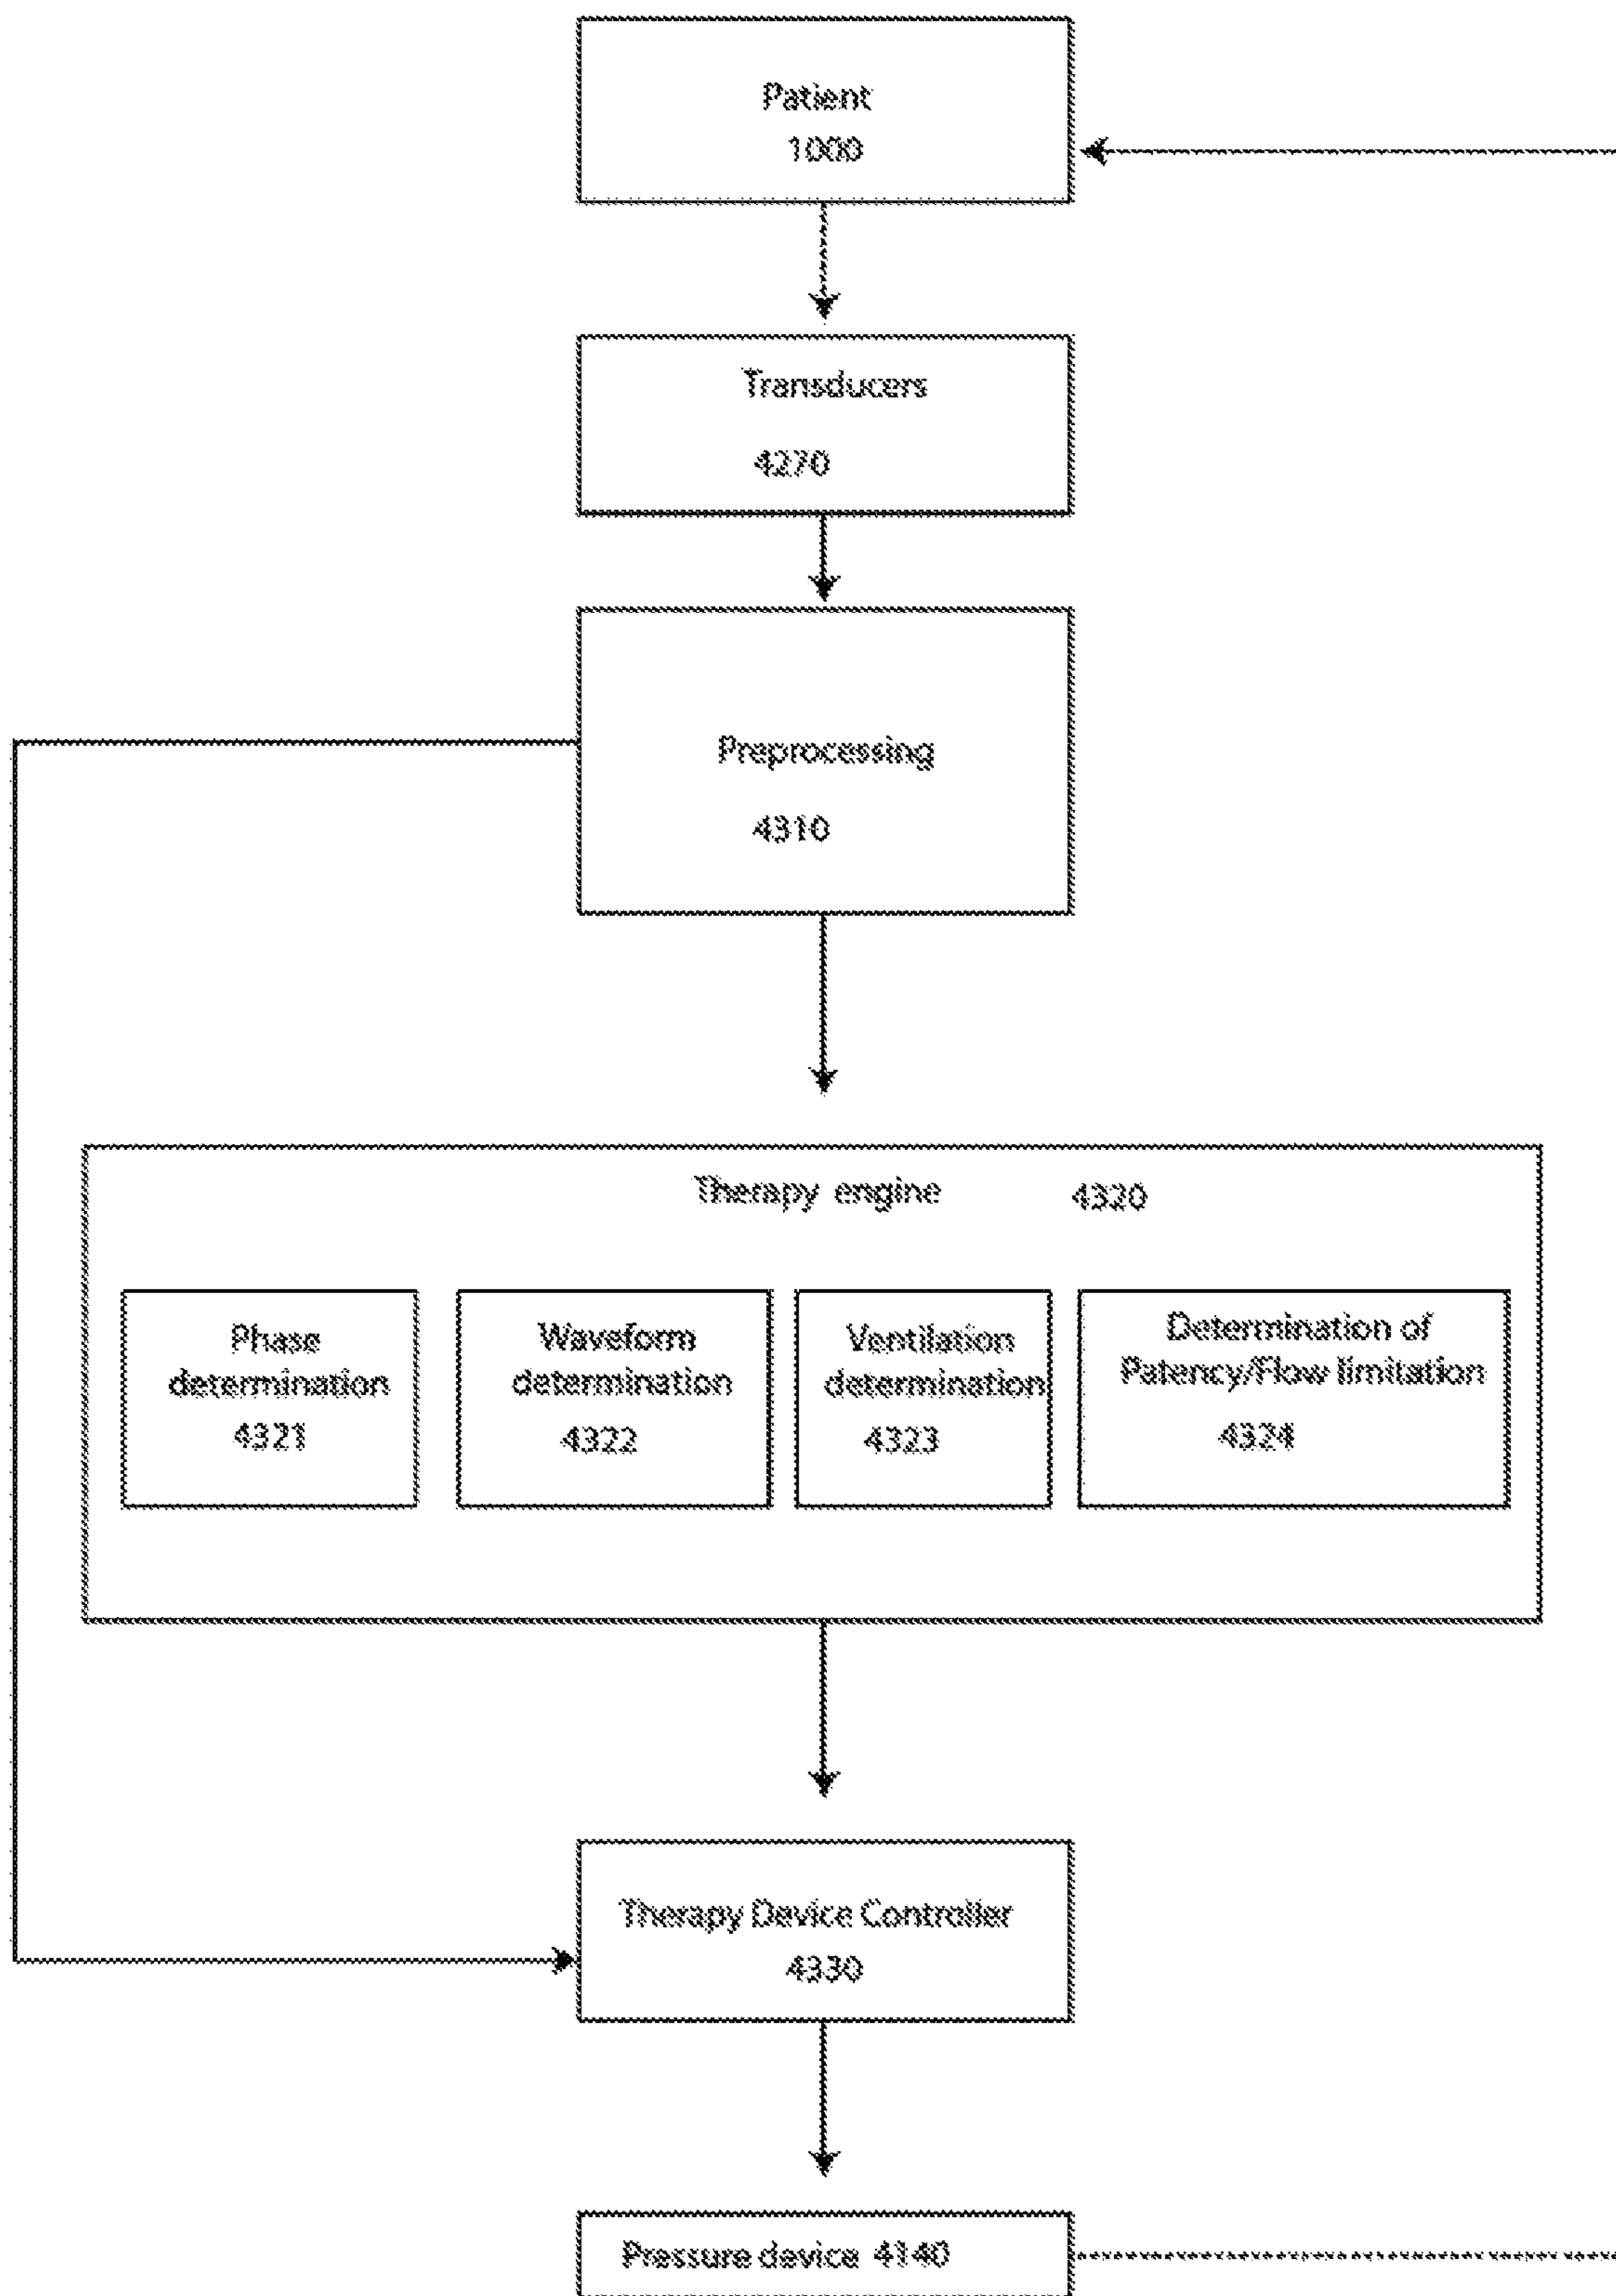 Patient
1000
Transducers
4270
Preprocessing
4310
Therapy engine 4320
Phase
determination
4321
Waveform
determination
4322
Ventilation
determination
4323
Determination of
Patency/Flow limitation
4324
Therapy Device Controller
4330
Pressure device 4140